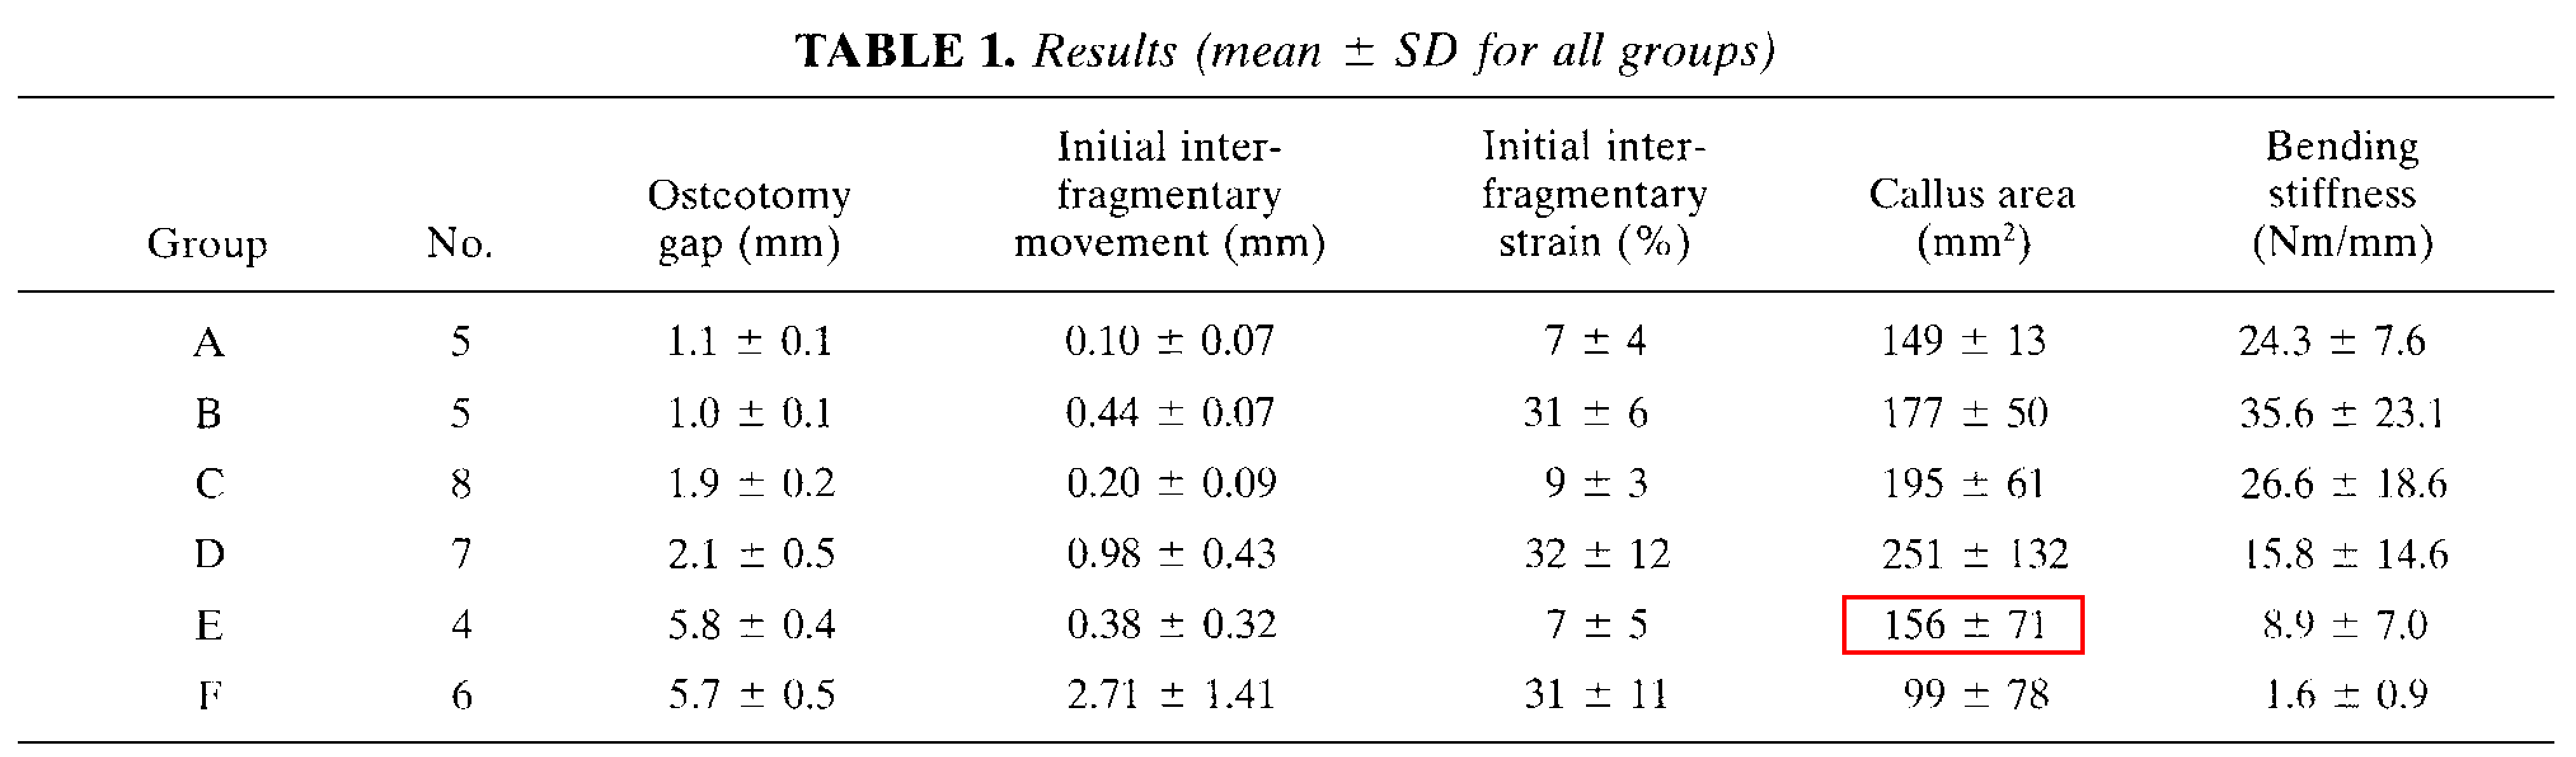 TABLE 1. Results (mean ± SD for all groups)
Group No. Ostcotomy gap (mm) Initial inter-fragmentary movement (mm) Initial inter-fragmentary strain (%) Callus area (mm²) Bending stiffness (Nm/mm)
A 5 1.1 ± 0.1 0.10 ± 0.07 7 ± 4 149 ± 13 24.3 ± 7.6
B 5 1.0 ± 0.1 0.44 ± 0.07 31 ± 6 177 ± 50 35.6 ± 23.1
C 8 1.9 ± 0.2 0.20 ± 0.09 9 ± 3 195 ± 61 26.6 ± 18.6
D 7 2.1 ± 0.5 0.98 ± 0.43 32 ± 12 251 ± 132 15.8 ± 14.6
E 4 5.8 ± 0.4 0.38 ± 0.32 7 ± 5 156 ± 71 8.9 ± 7.0
F 6 5.7 ± 0.5 2.71 ± 1.41 31 ± 11 99 ± 78 1.6 ± 0.9